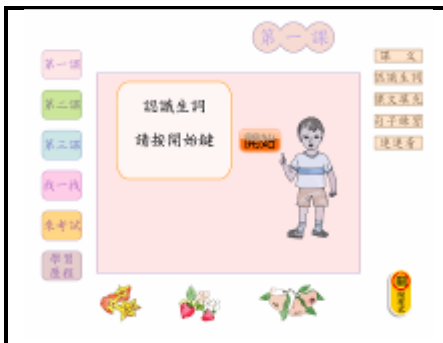 第一課
第一課
第二課
第三課
找一找
來考試
學習
歷程
認識生詞
請按開始鍵
開始
課文
認識生詞
課文填充
句子練習
連連看